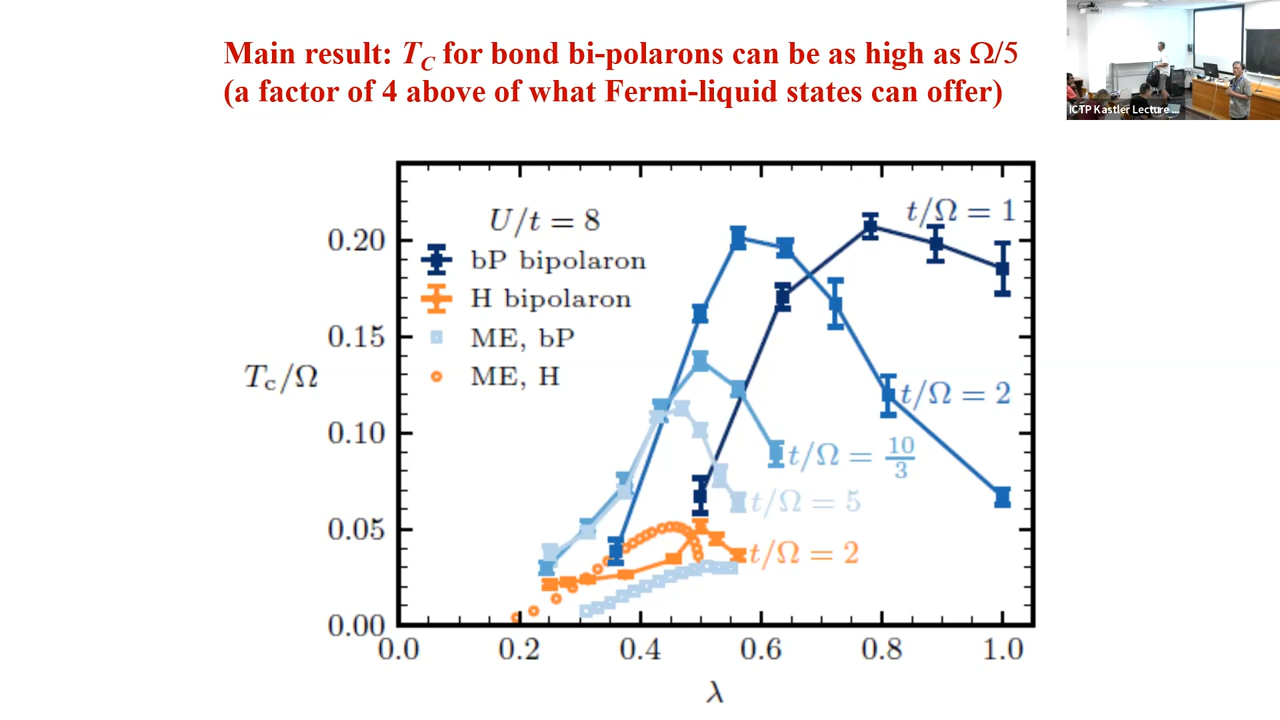 Main result: T_C for bond bi-polarons can be as high as Ω/5
(a factor of 4 above of what Fermi-liquid states can offer)
ICTP Kastler Lecture ...
U/t = 8
bP bipolaron
H bipolaron
ME, bP
ME, H
t/Ω = 1
t/Ω = 2
t/Ω = 10/3
t/Ω = 5
t/Ω = 2
T_c/Ω
0.20
0.15
0.10
0.05
0.00
0.0 0.2 0.4 0.6 0.8 1.0
λ